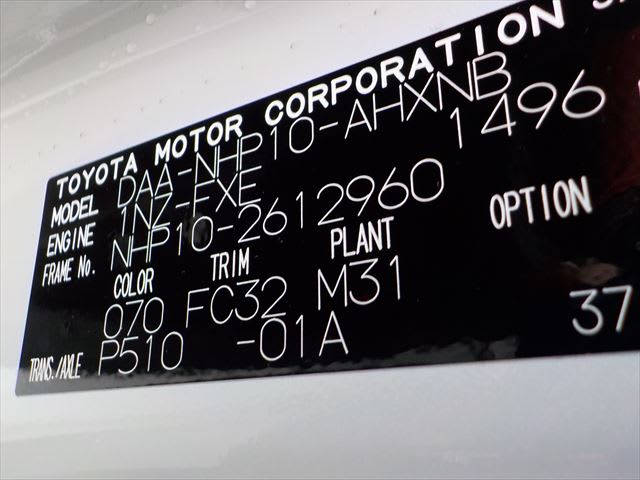 TOYOTA MOTOR CORPORATION
MODEL DAA-NHP10-AHXNB
ENGINE 1NZ-FXE 1496
FRAME No. NHP10-2612960
COLOR TRIM PLANT OPTION
070 FC32 M31
TRANS./AXLE P510 -01A 37